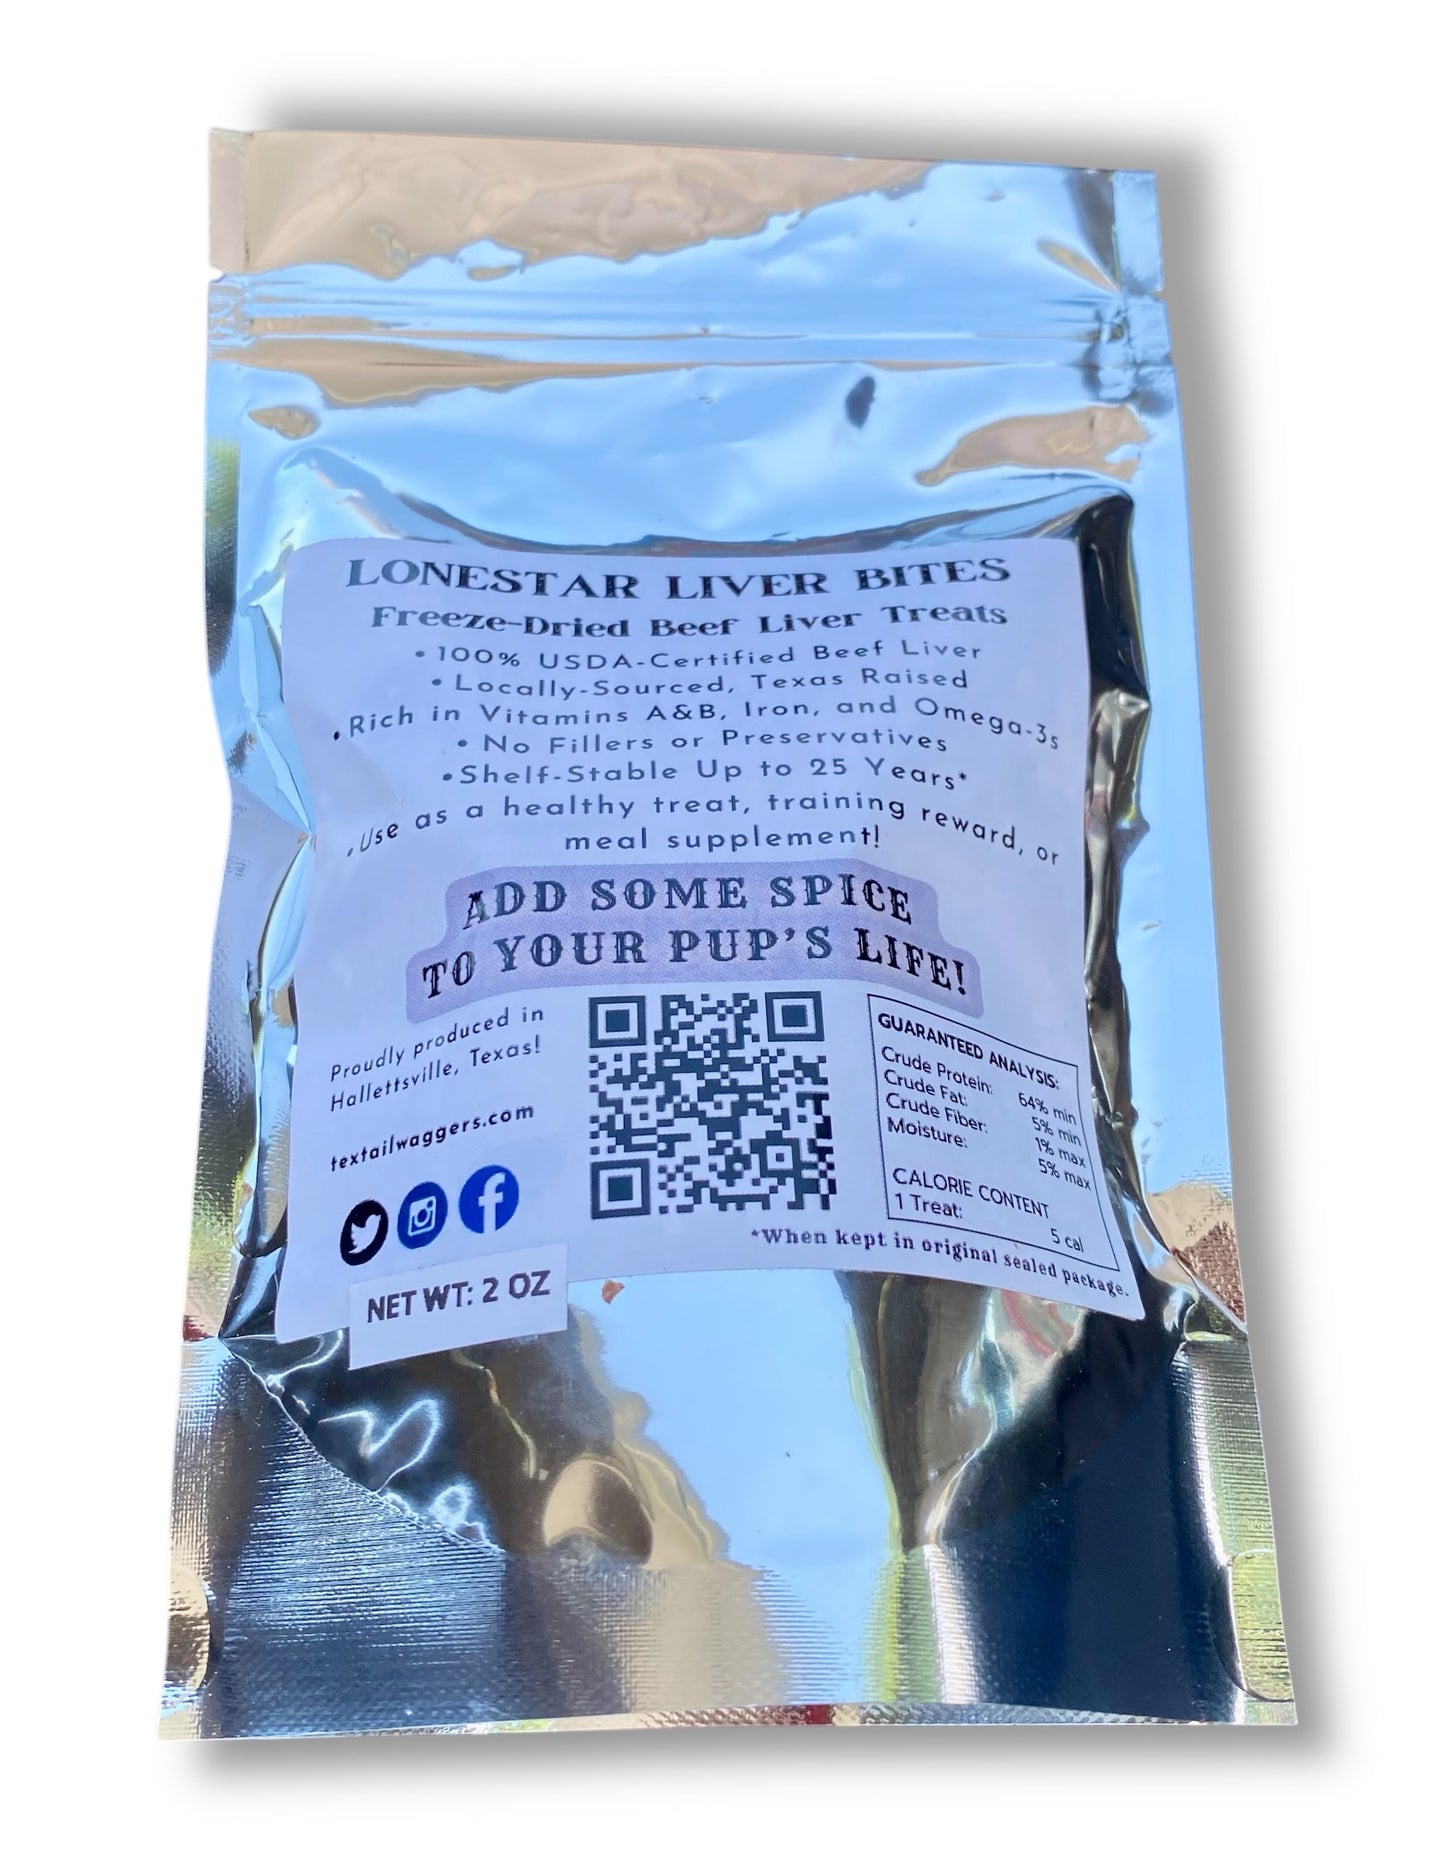 LONESTAR LIVER BITES
Freeze-Dried Beef Liver Treats
• 100% USDA-Certified Beef Liver
• Locally-Sourced, Texas Raised
• Rich in Vitamins A&B, Iron, and Omega-3s
• No Fillers or Preservatives
• Shelf-Stable Up to 25 Years*
• Use as a healthy treat, training reward, or
meal supplement!
ADD SOME SPICE
TO YOUR PUP'S LIFE!
Proudly produced in
Hallettsville, Texas!
textailwaggers.com
NET WT: 2 OZ
GUARANTEED ANALYSIS:
Crude Protein: 64% min
Crude Fat: 5% min
Crude Fiber: 1% max
Moisture: 5% max
CALORIE CONTENT
1 Treat: 5 cal
*When kept in original sealed package.